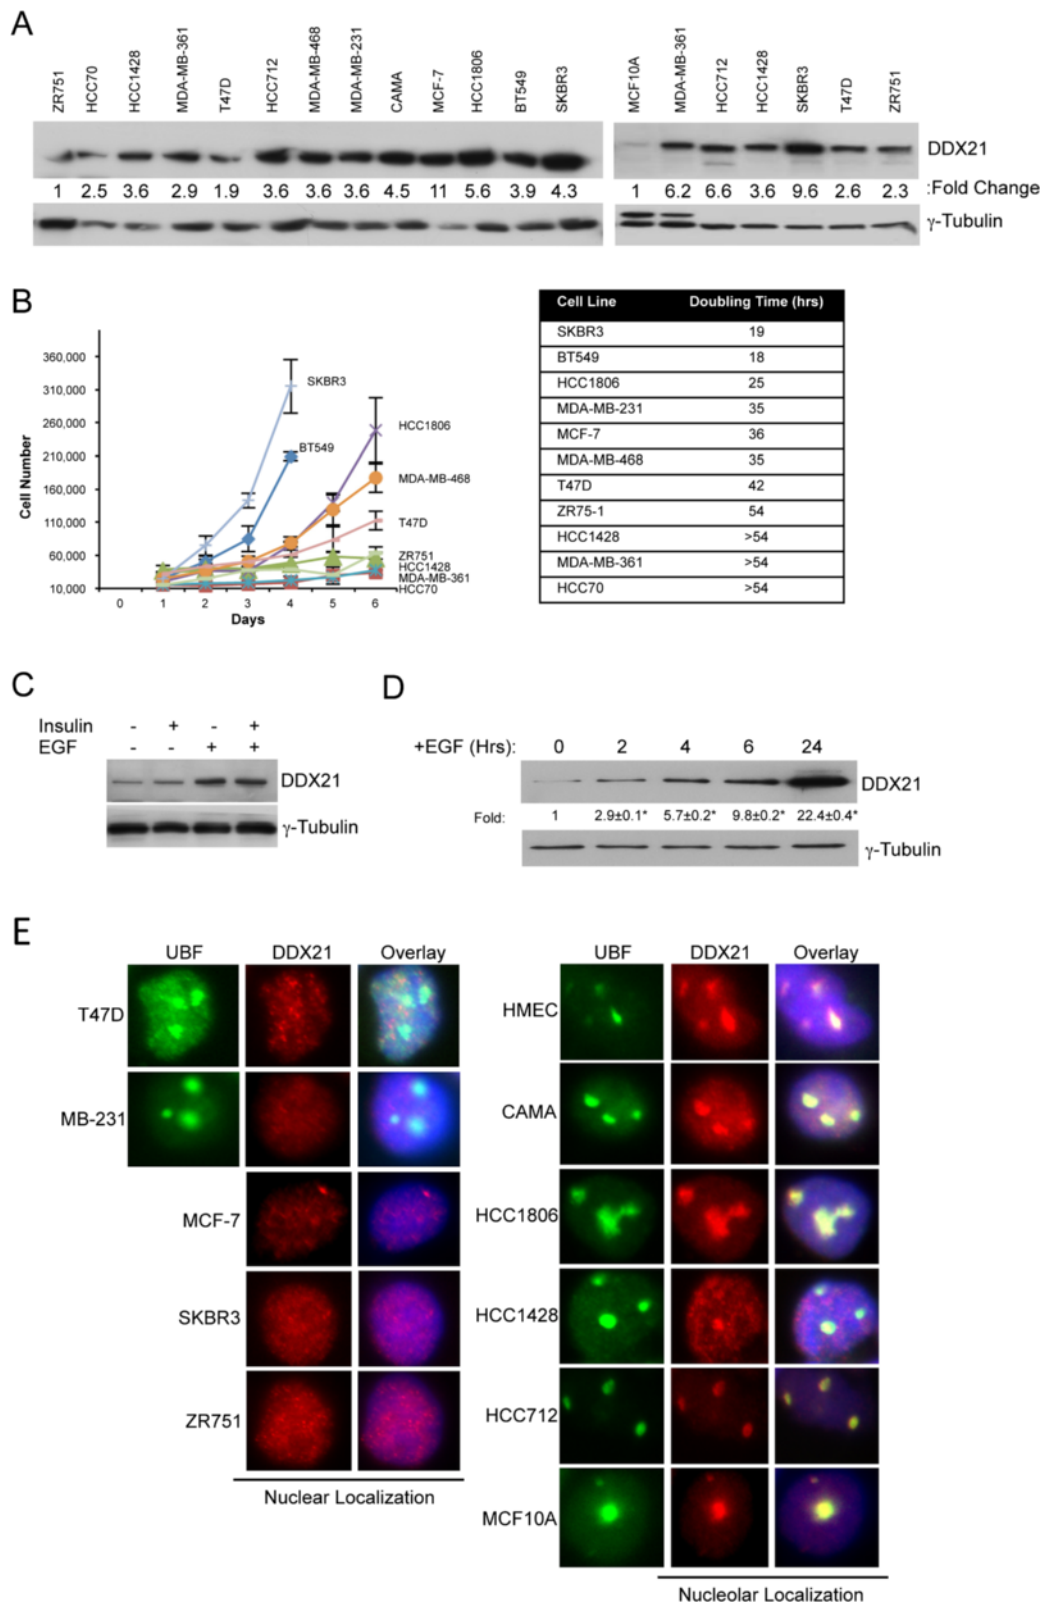 A
ZR751 HCC70 HCC1428 MDA-MB-361 T47D HCC712 MDA-MB-468 MDA-MB-231 CAMA MCF-7 HCC1806 BT549 SKBR3
MCF10A MDA-MB-361 HCC712 HCC1428 SKBR3 T47D ZR751
DDX21
1 2.5 3.6 2.9 1.9 3.6 3.6 3.6 4.5 11 5.6 3.9 4.3
1 6.2 6.6 3.6 9.6 2.6 2.3
:Fold Change
γ-Tubulin
B
Cell Number
360,000
310,000
260,000
210,000
160,000
110,000
60,000
10,000
0 1 2 3 4 5 6
Days
SKBR3
BT549
HCC1806
MDA-MB-468
T47D
ZR751
HCC1428
MDA-MB-361
HCC70
Cell Line Doubling Time (hrs)
SKBR3 19
BT549 18
HCC1806 25
MDA-MB-231 35
MCF-7 36
MDA-MB-468 35
T47D 42
ZR75-1 54
HCC1428 >54
MDA-MB-361 >54
HCC70 >54
C
Insulin - + - +
EGF - - + +
DDX21
γ-Tubulin
D
+EGF (Hrs): 0 2 4 6 24
DDX21
Fold: 1 2.9±0.1* 5.7±0.2* 9.8±0.2* 22.4±0.4*
γ-Tubulin
E
UBF DDX21 Overlay
T47D
MB-231
MCF-7
SKBR3
ZR751
Nuclear Localization
UBF DDX21 Overlay
HMEC
CAMA
HCC1806
HCC1428
HCC712
MCF10A
Nucleolar Localization